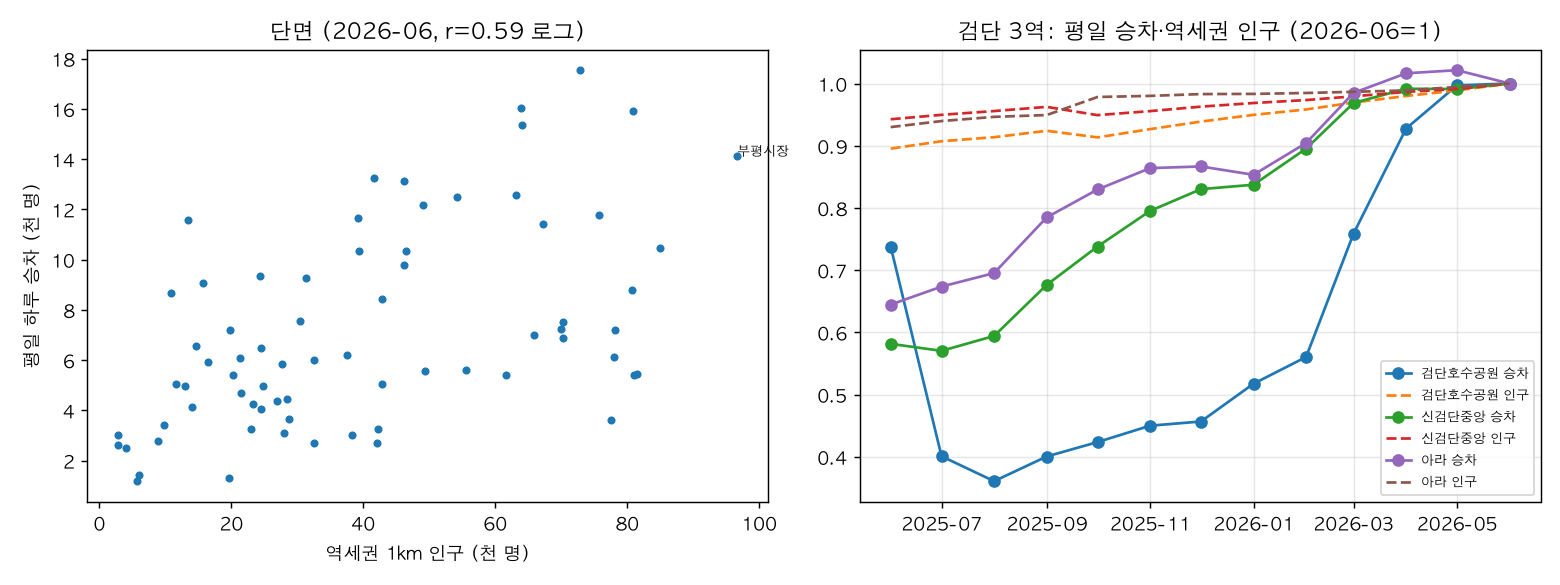 단면 (2026-06, r=0.59 로그)
18
16
14
12
10
8
6
4
2
평일 하루 승차 (천 명)
부평시장
0
20
40
60
80
100
역세권 1km 인구 (천 명)
검단 3역: 평일 승차·역세권 인구 (2026-06=1)
1.0
0.9
0.8
0.7
0.6
0.5
0.4
검단호수공원 승차
검단호수공원 인구
신검단중앙 승차
신검단중앙 인구
아라 승차
아라 인구
2025-07
2025-09
2025-11
2026-01
2026-03
2026-05